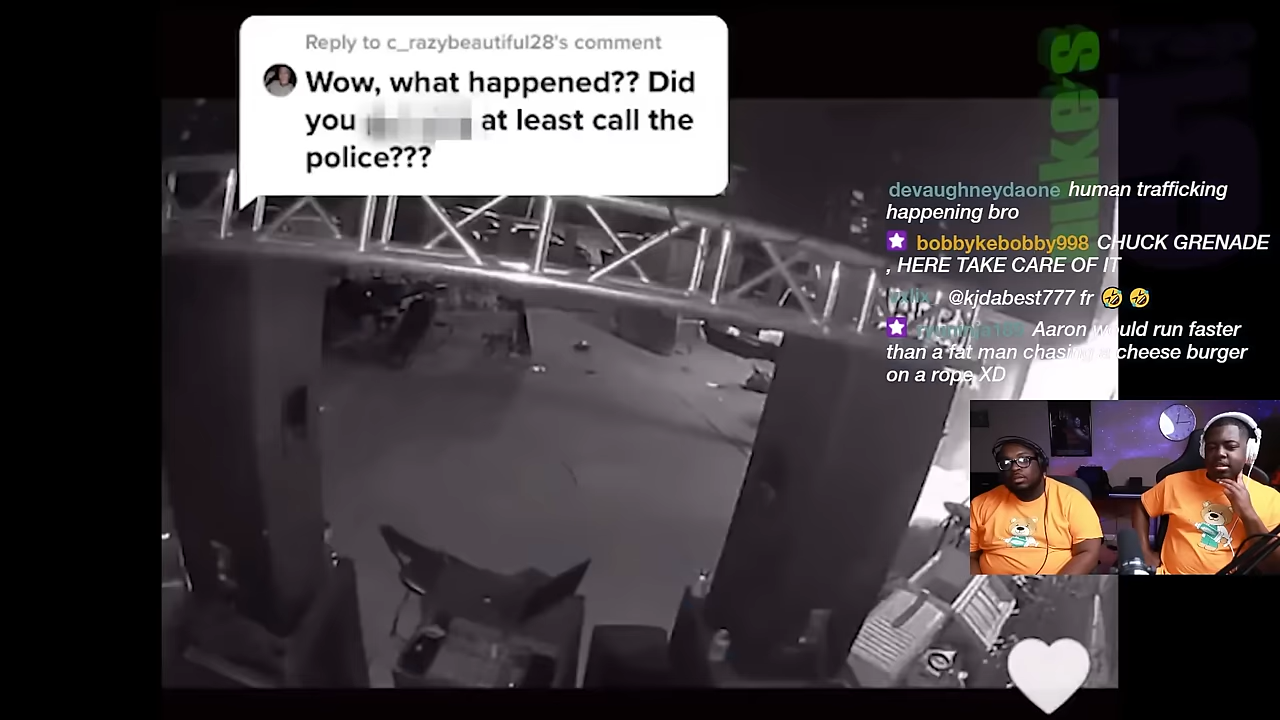 Reply to c_razybeautiful28's comment
Wow, what happened?? Did
you at least call the
police???
Nuke's
devaughneydaone human trafficking
happening bro
bobbykebobby998 CHUCK GRENADE
, HERE TAKE CARE OF IT
@kjdabest777 fr 🤣 🤣
Aaron would run faster
than a fat man chasing a cheese burger
on a rope XD